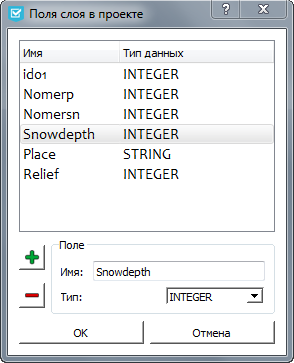 Поля слоя в проекте
Имя Тип данных
ido1 INTEGER
Nomerp INTEGER
Nomersn INTEGER
Snowdepth INTEGER
Place STRING
Relief INTEGER
Поле
Имя: Snowdepth
Тип: INTEGER
OK Отмена